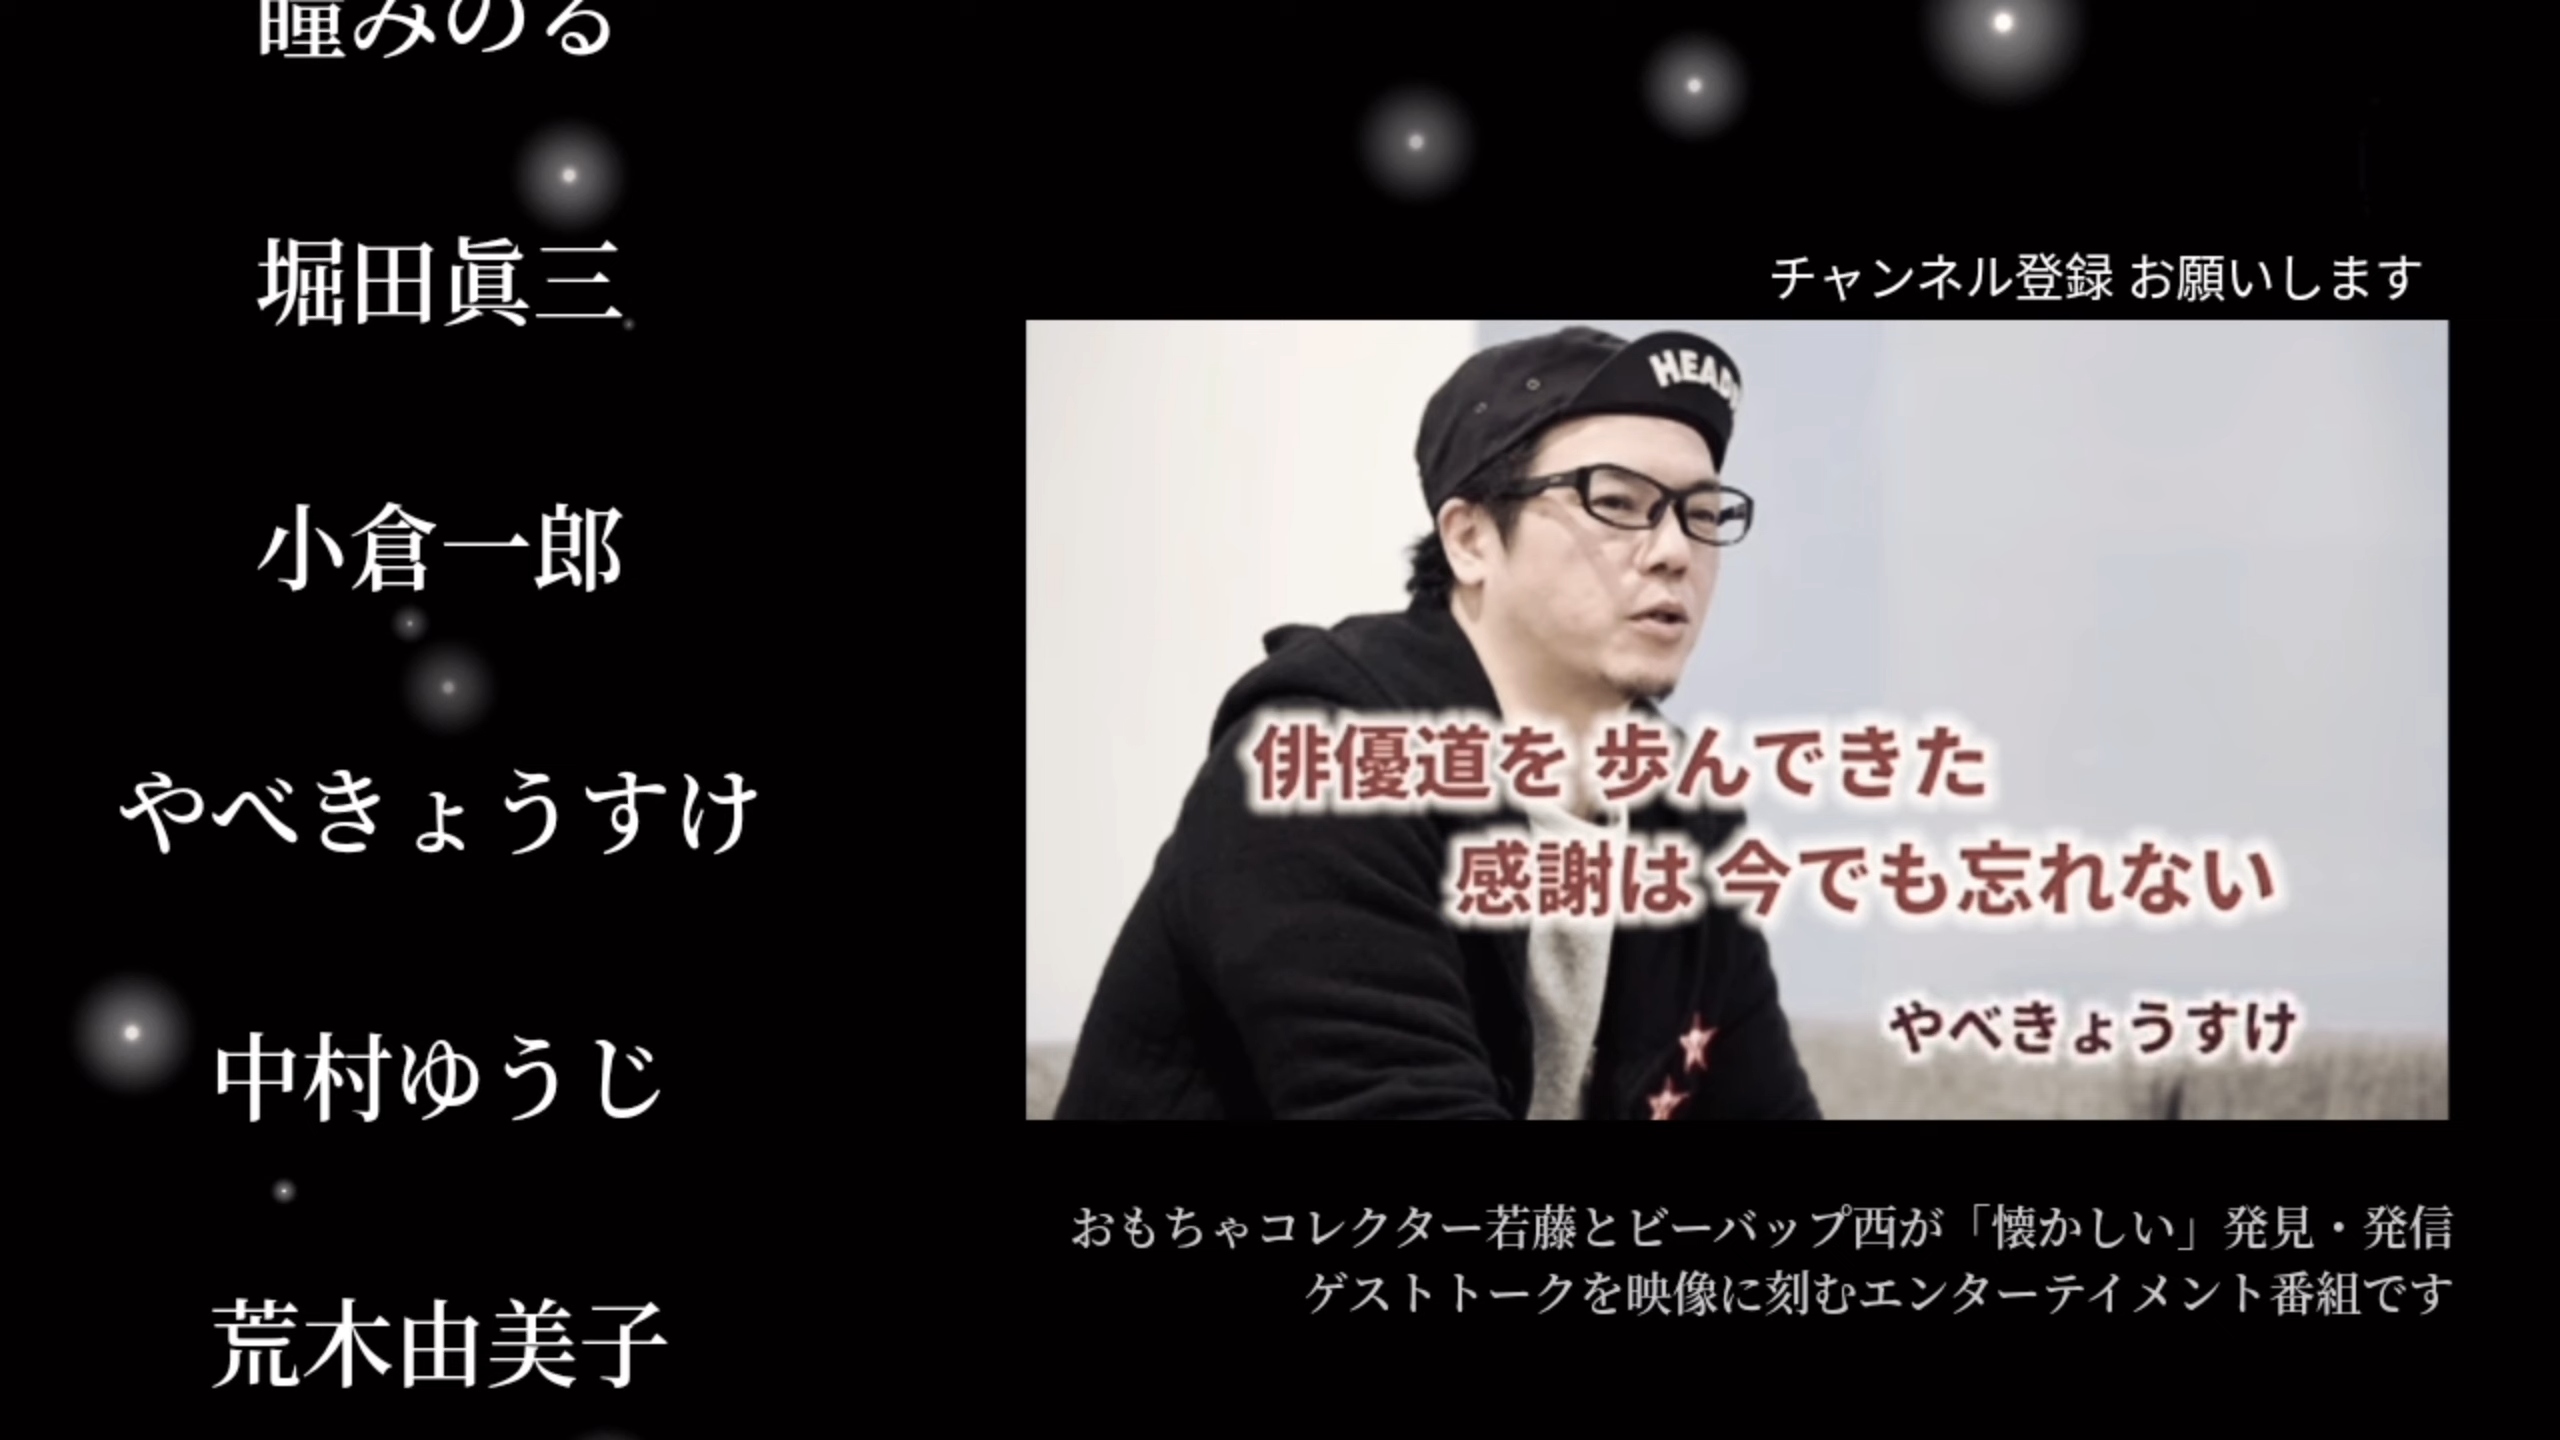 瞳みのる
堀田眞三
小倉一郎
やべきょうすけ
中村ゆうじ
荒木由美子
チャンネル登録 お願いします
俳優道を 歩んできた
感謝は 今でも忘れない
やべきょうすけ
おもちゃコレクター若藤とビーバップ西が「懐かしい」発見・発信
ゲストトークを映像に刻むエンターテイメント番組です